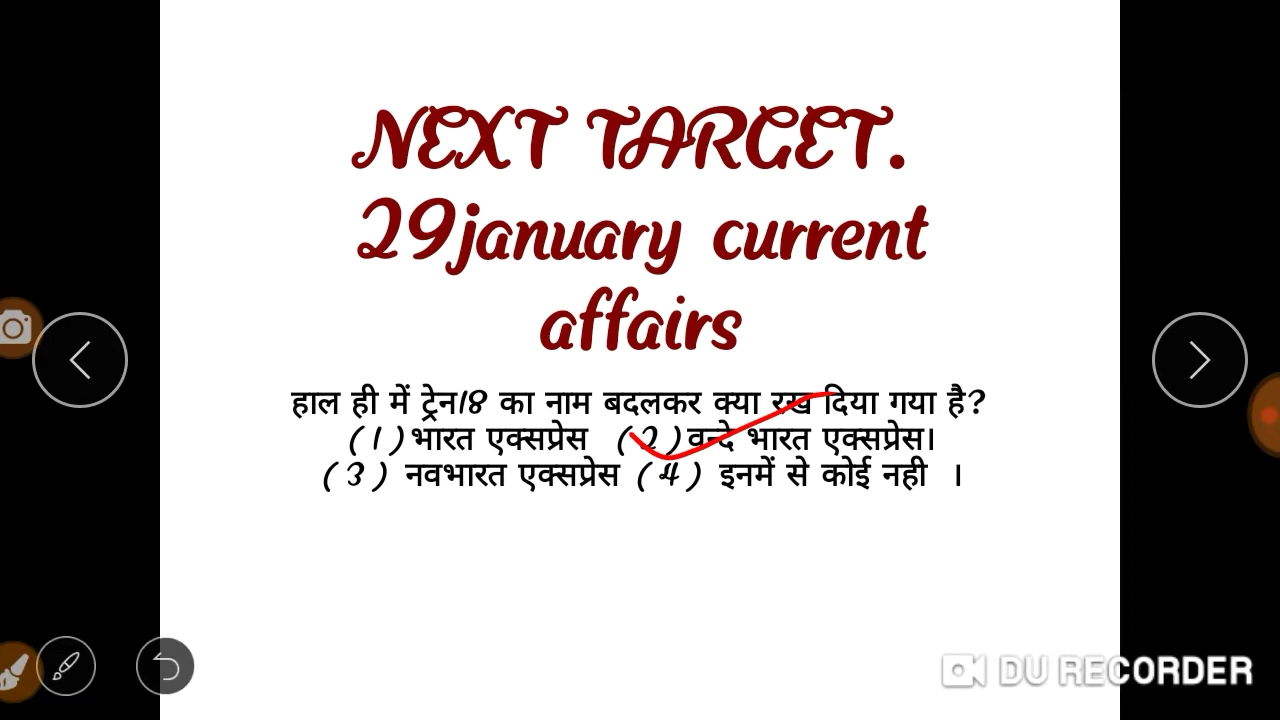 NEXT TARGET.
29january current
affairs
हाल ही में ट्रेन18 का नाम बदलकर क्या रख दिया गया है?
(1)भारत एक्सप्रेस (2)वन्दे भारत एक्सप्रेस।
(3) नवभारत एक्सप्रेस (4) इनमें से कोई नही ।
DU RECORDER